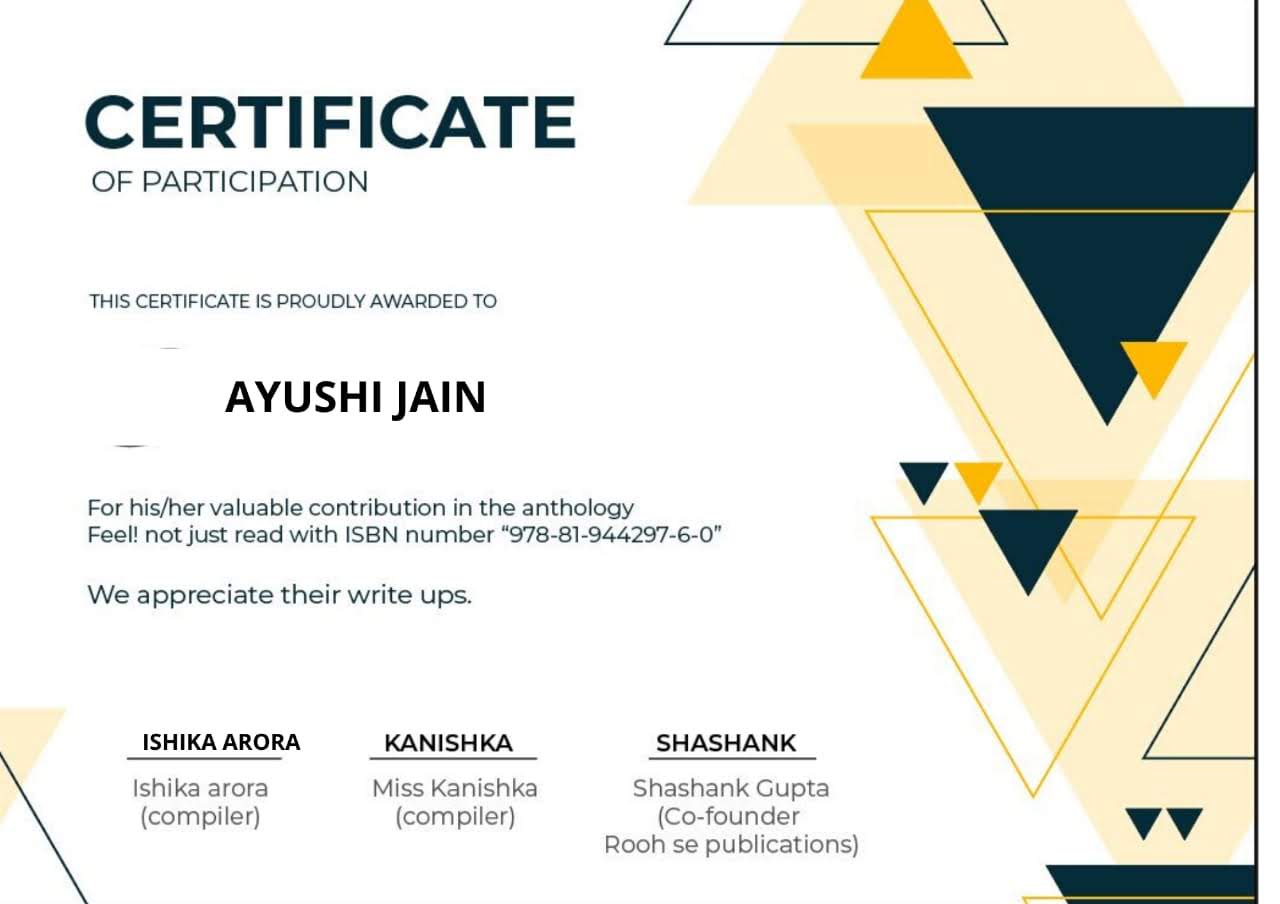 CERTIFICATE
OF PARTICIPATION
THIS CERTIFICATE IS PROUDLY AWARDED TO
AYUSHI JAIN
For his/her valuable contribution in the anthology
Feel! not just read with ISBN number “978-81-944297-6-0”
We appreciate their write ups.
ISHIKA ARORA
Ishika arora
(compiler)
KANISHKA
Miss Kanishka
(compiler)
SHASHANK
Shashank Gupta
(Co-founder
Rooh se publications)